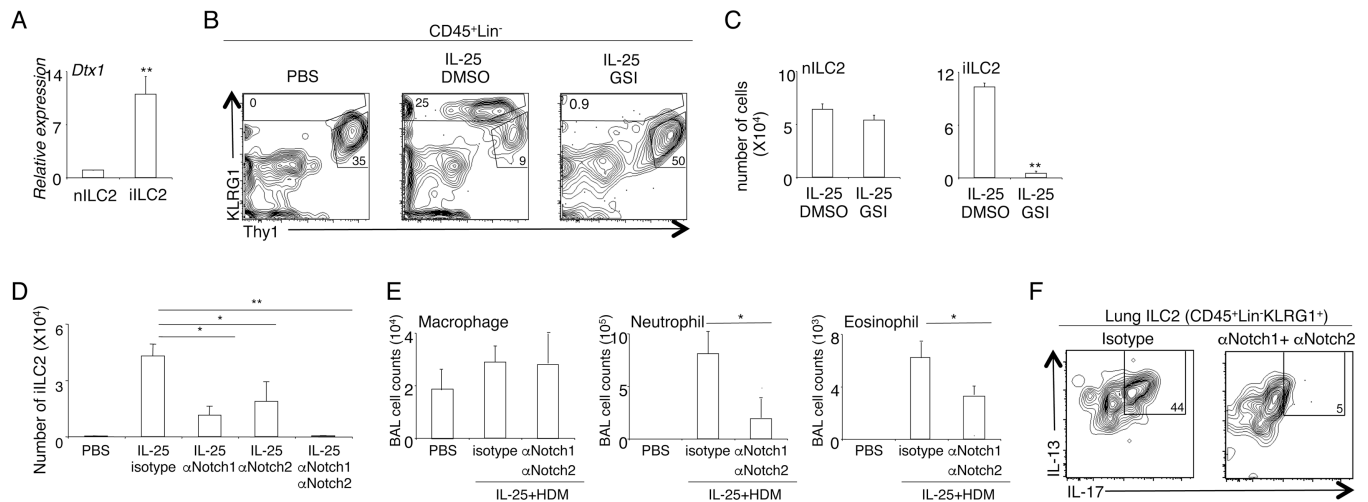 A
Dtx1
**
Relative expression
14
7
0
nILC2
iILC2
B
CD45+Lin-
PBS
IL-25
DMSO
IL-25
GSI
0
35
25
9
0.9
50
KLRG1
Thy1
C
nILC2
number of cells
(X10⁴)
10
5
0
IL-25
DMSO
IL-25
GSI
iILC2
12
6
0
**
IL-25
DMSO
IL-25
GSI
D
Number of iILC2 (X10⁴)
6
3
0
**
*
*
PBS
IL-25
isotype
IL-25
αNotch1
IL-25
αNotch2
IL-25
αNotch1
αNotch2
E
BAL cell counts (10⁴)
Macrophage
4
2
0
PBS
isotype
αNotch1
αNotch2
IL-25+HDM
BAL cell counts (10⁵)
Neutrophil
*
10
5
0
PBS
isotype
αNotch1
αNotch2
IL-25+HDM
BAL cell counts (10³)
Eosinophil
*
8
4
0
PBS
isotype
αNotch1
αNotch2
IL-25+HDM
F
Lung ILC2 (CD45+Lin-KLRG1+)
Isotype
αNotch1+ αNotch2
44
5
IL-13
IL-17